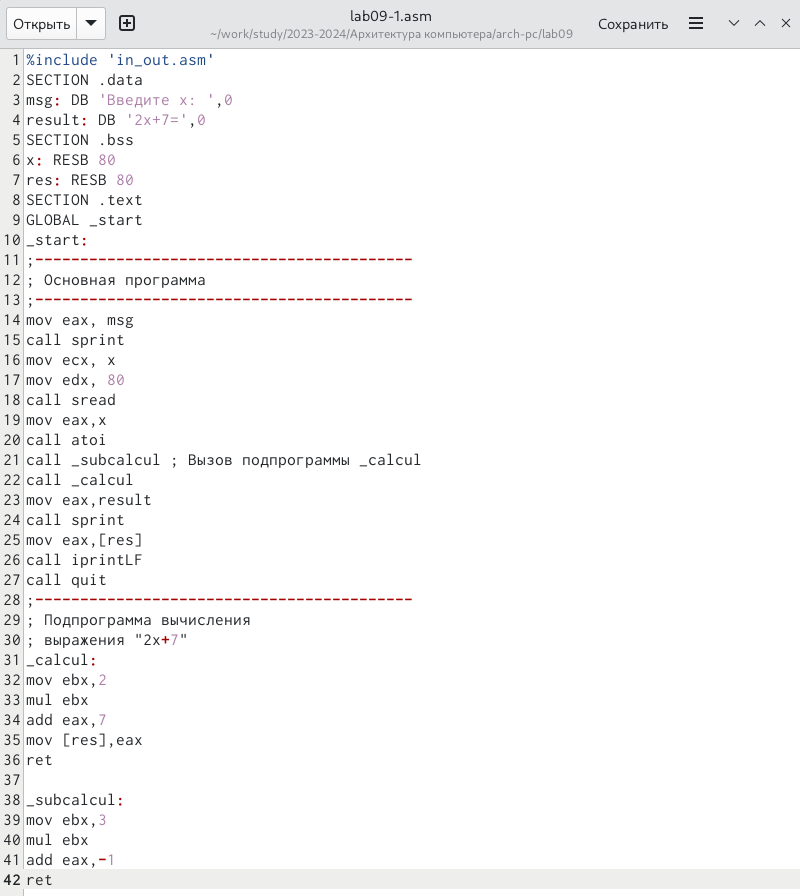 Открыть
lab09-1.asm
~/work/study/2023-2024/Архитектура компьютера/arch-pc/lab09
Сохранить
1 %include 'in_out.asm'
2 SECTION .data
3 msg: DB 'Введите x: ',0
4 result: DB '2x+7=',0
5 SECTION .bss
6 x: RESB 80
7 res: RESB 80
8 SECTION .text
9 GLOBAL _start
10 _start:
11 ;------------------------------------------
12 ; Основная программа
13 ;------------------------------------------
14 mov eax, msg
15 call sprint
16 mov ecx, x
17 mov edx, 80
18 call sread
19 mov eax,x
20 call atoi
21 call _subcalcul ; Вызов подпрограммы _calcul
22 call _calcul
23 mov eax,result
24 call sprint
25 mov eax,[res]
26 call iprintLF
27 call quit
28 ;------------------------------------------
29 ; Подпрограмма вычисления
30 ; выражения "2x+7"
31 _calcul:
32 mov ebx,2
33 mul ebx
34 add eax,7
35 mov [res],eax
36 ret
37
38 _subcalcul:
39 mov ebx,3
40 mul ebx
41 add eax,-1
42 ret